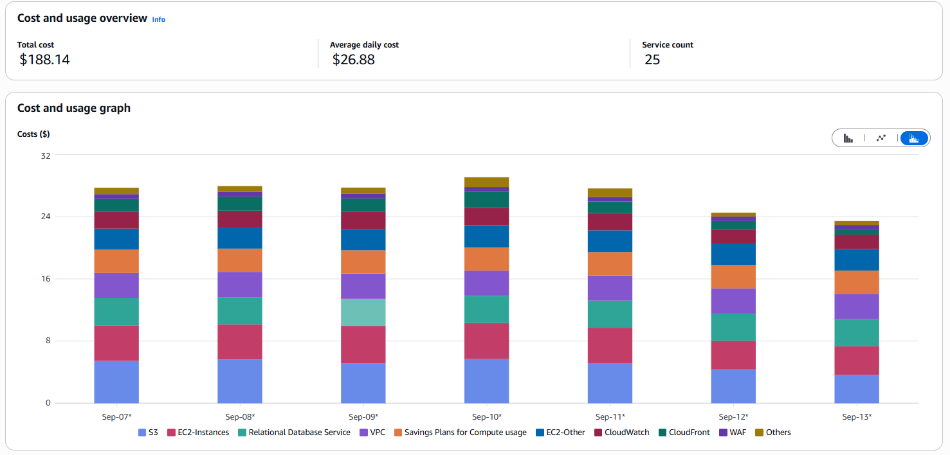 Cost and usage overview Info
Total cost Average daily cost Service count
$188.14 $26.88 25
Cost and usage graph
Costs ($)
32
24
16
8
0
Sep-07* Sep-08* Sep-09* Sep-10* Sep-11* Sep-12* Sep-13*
S3 EC2-Instances Relational Database Service VPC Savings Plans for Compute usage EC2-Other CloudWatch CloudFront WAF Others